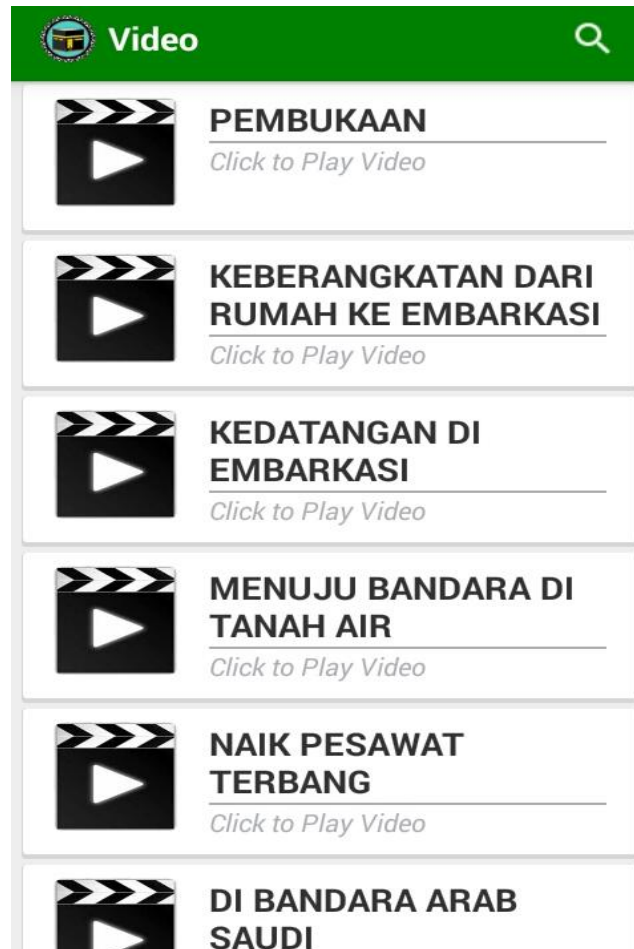 Video
PEMBUKAAN
Click to Play Video
KEBERANGKATAN DARI
RUMAH KE EMBARKASI
Click to Play Video
KEDATANGAN DI
EMBARKASI
Click to Play Video
MENUJU BANDARA DI
TANAH AIR
Click to Play Video
NAIK PESAWAT
TERBANG
Click to Play Video
DI BANDARA ARAB
SAUDI